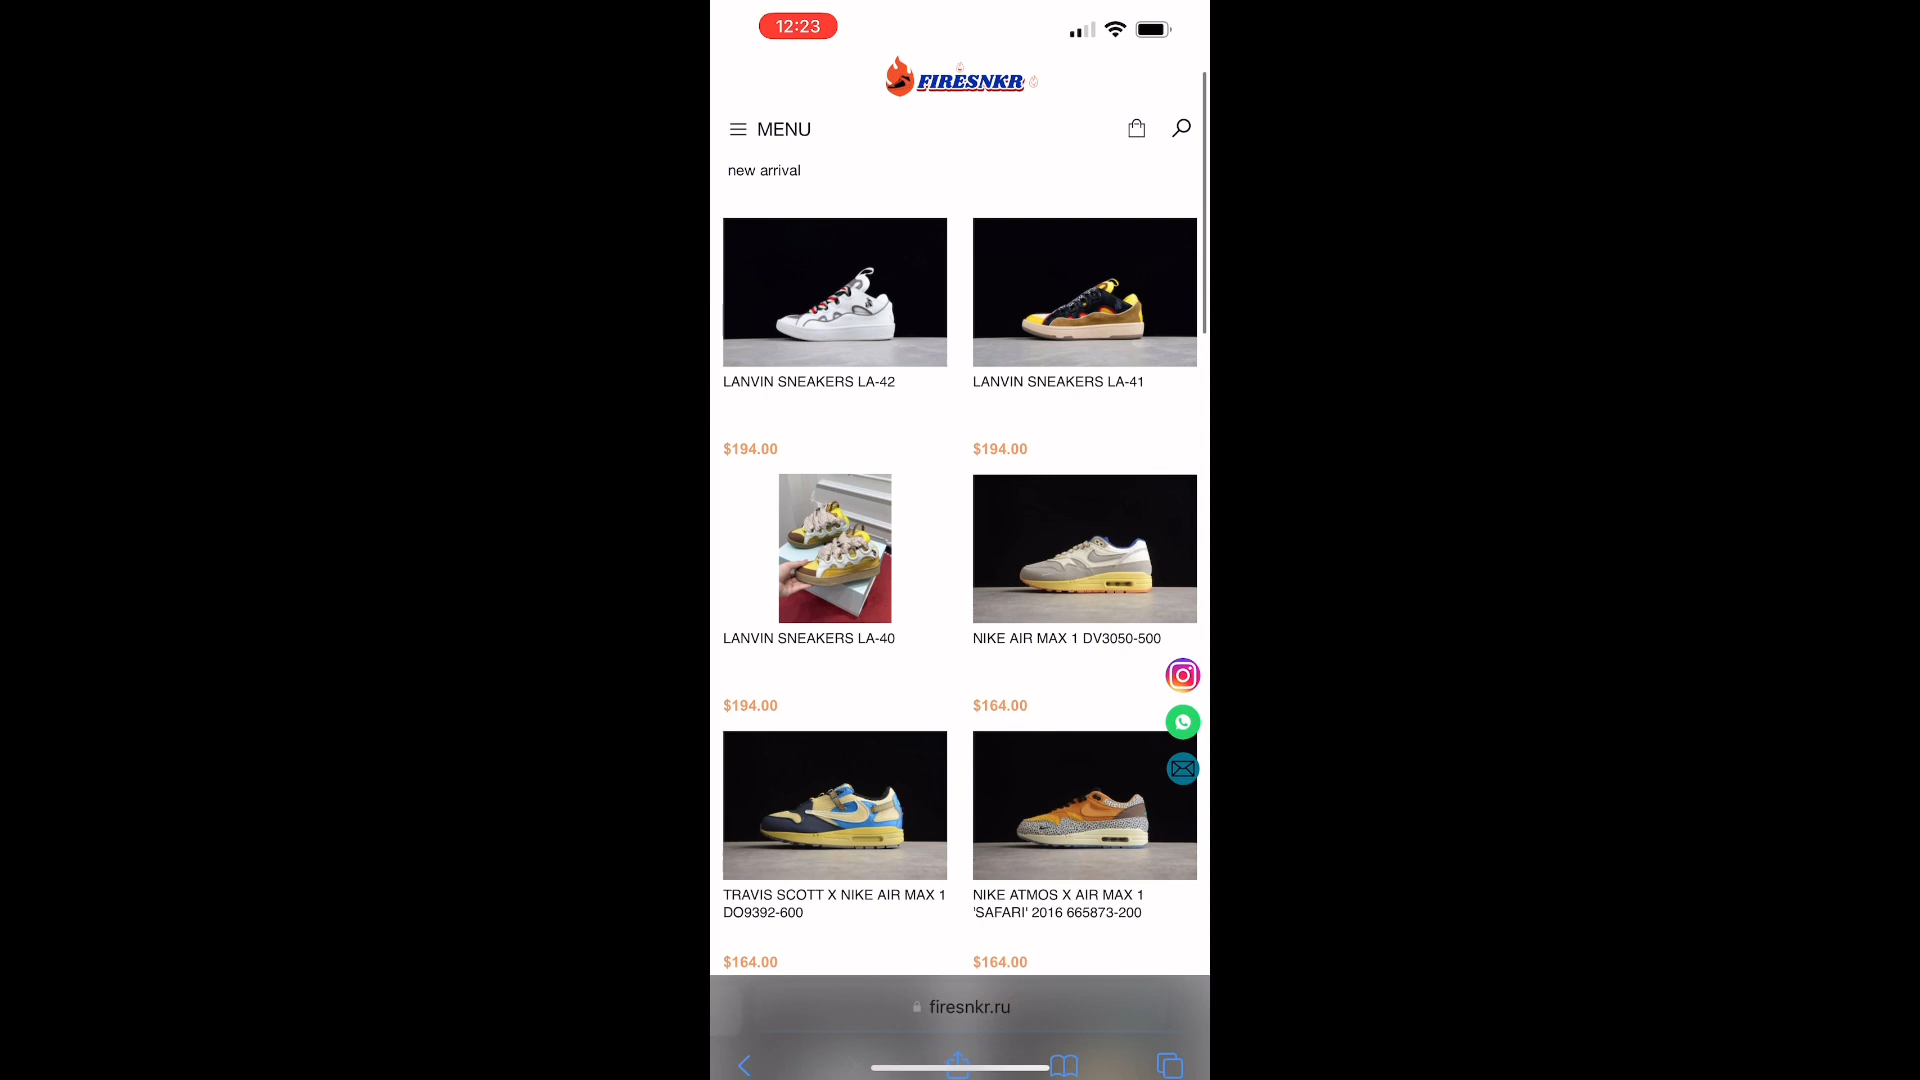 12:23
FIRESNKR
MENU
new arrival
LANVIN SNEAKERS LA-42
LANVIN SNEAKERS LA-41
$194.00
$194.00
LANVIN SNEAKERS LA-40
NIKE AIR MAX 1 DV3050-500
$194.00
$164.00
TRAVIS SCOTT X NIKE AIR MAX 1
DO9392-600
NIKE ATMOS X AIR MAX 1
'SAFARI' 2016 665873-200
$164.00
$164.00
firesnkr.ru